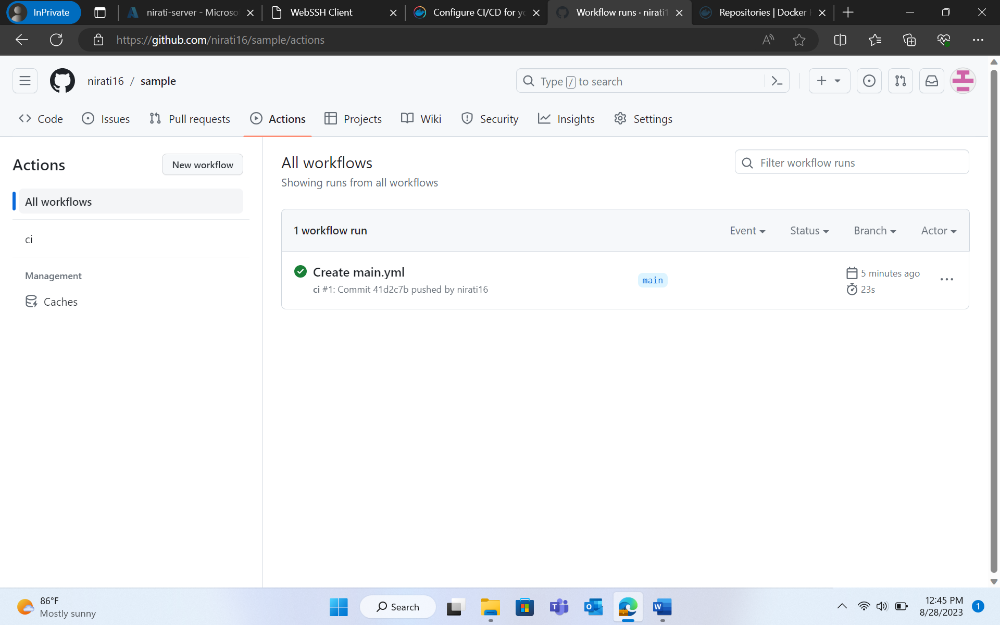 InPrivate
nirati-server - Microso
WebSSH Client
Configure CI/CD for yo
Workflow runs · nirati1
Repositories | Docker H
https://github.com/nirati16/sample/actions
nirati16 / sample
Type / to search
Code
Issues
Pull requests
Actions
Projects
Wiki
Security
Insights
Settings
Actions
New workflow
All workflows
ci
Management
Caches
All workflows
Showing runs from all workflows
Filter workflow runs
1 workflow run
Event
Status
Branch
Actor
Create main.yml
ci #1: Commit 41d2c7b pushed by nirati16
main
5 minutes ago
23s
86°F
Mostly sunny
Search
12:45 PM
8/28/2023
1